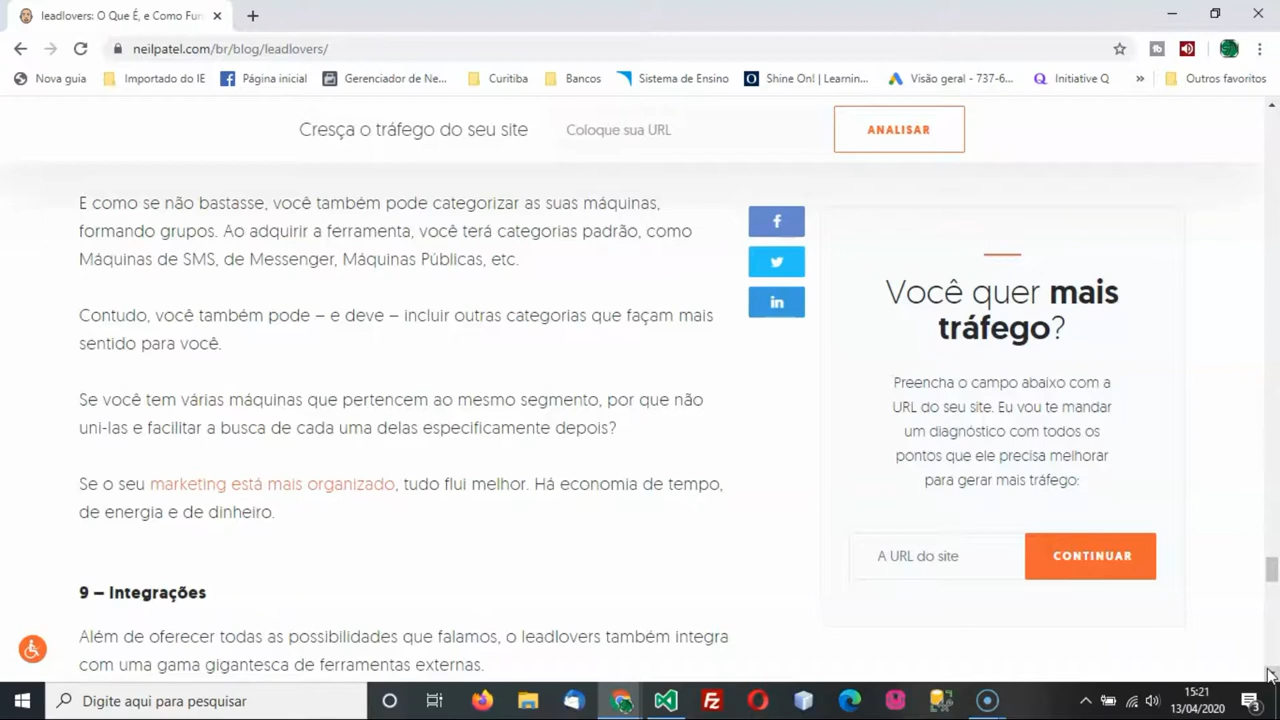 leadlovers: O Que É, e Como Fun
neilpatel.com/br/blog/leadlovers/
Nova guia
Importado do IE
Página inicial
Gerenciador de Ne...
Curitiba
Bancos
Sistema de Ensino
Shine On! | Learnin...
Visão geral - 737-6...
Initiative Q
»
Outros favoritos
Cresça o tráfego do seu site
Coloque sua URL
ANALISAR
E como se não bastasse, você também pode categorizar as suas máquinas,
formando grupos. Ao adquirir a ferramenta, você terá categorias padrão, como
Máquinas de SMS, de Messenger, Máquinas Públicas, etc.
Contudo, você também pode – e deve – incluir outras categorias que façam mais
sentido para você.
Se você tem várias máquinas que pertencem ao mesmo segmento, por que não
uni-las e facilitar a busca de cada uma delas especificamente depois?
Se o seu marketing está mais organizado, tudo flui melhor. Há economia de tempo,
de energia e de dinheiro.
9 – Integrações
Além de oferecer todas as possibilidades que falamos, o leadlovers também integra
com uma gama gigantesca de ferramentas externas.
Você quer mais
tráfego?
Preencha o campo abaixo com a
URL do seu site. Eu vou te mandar
um diagnóstico com todos os
pontos que ele precisa melhorar
para gerar mais tráfego:
A URL do site
CONTINUAR
Digite aqui para pesquisar
15:21
13/04/2020
3